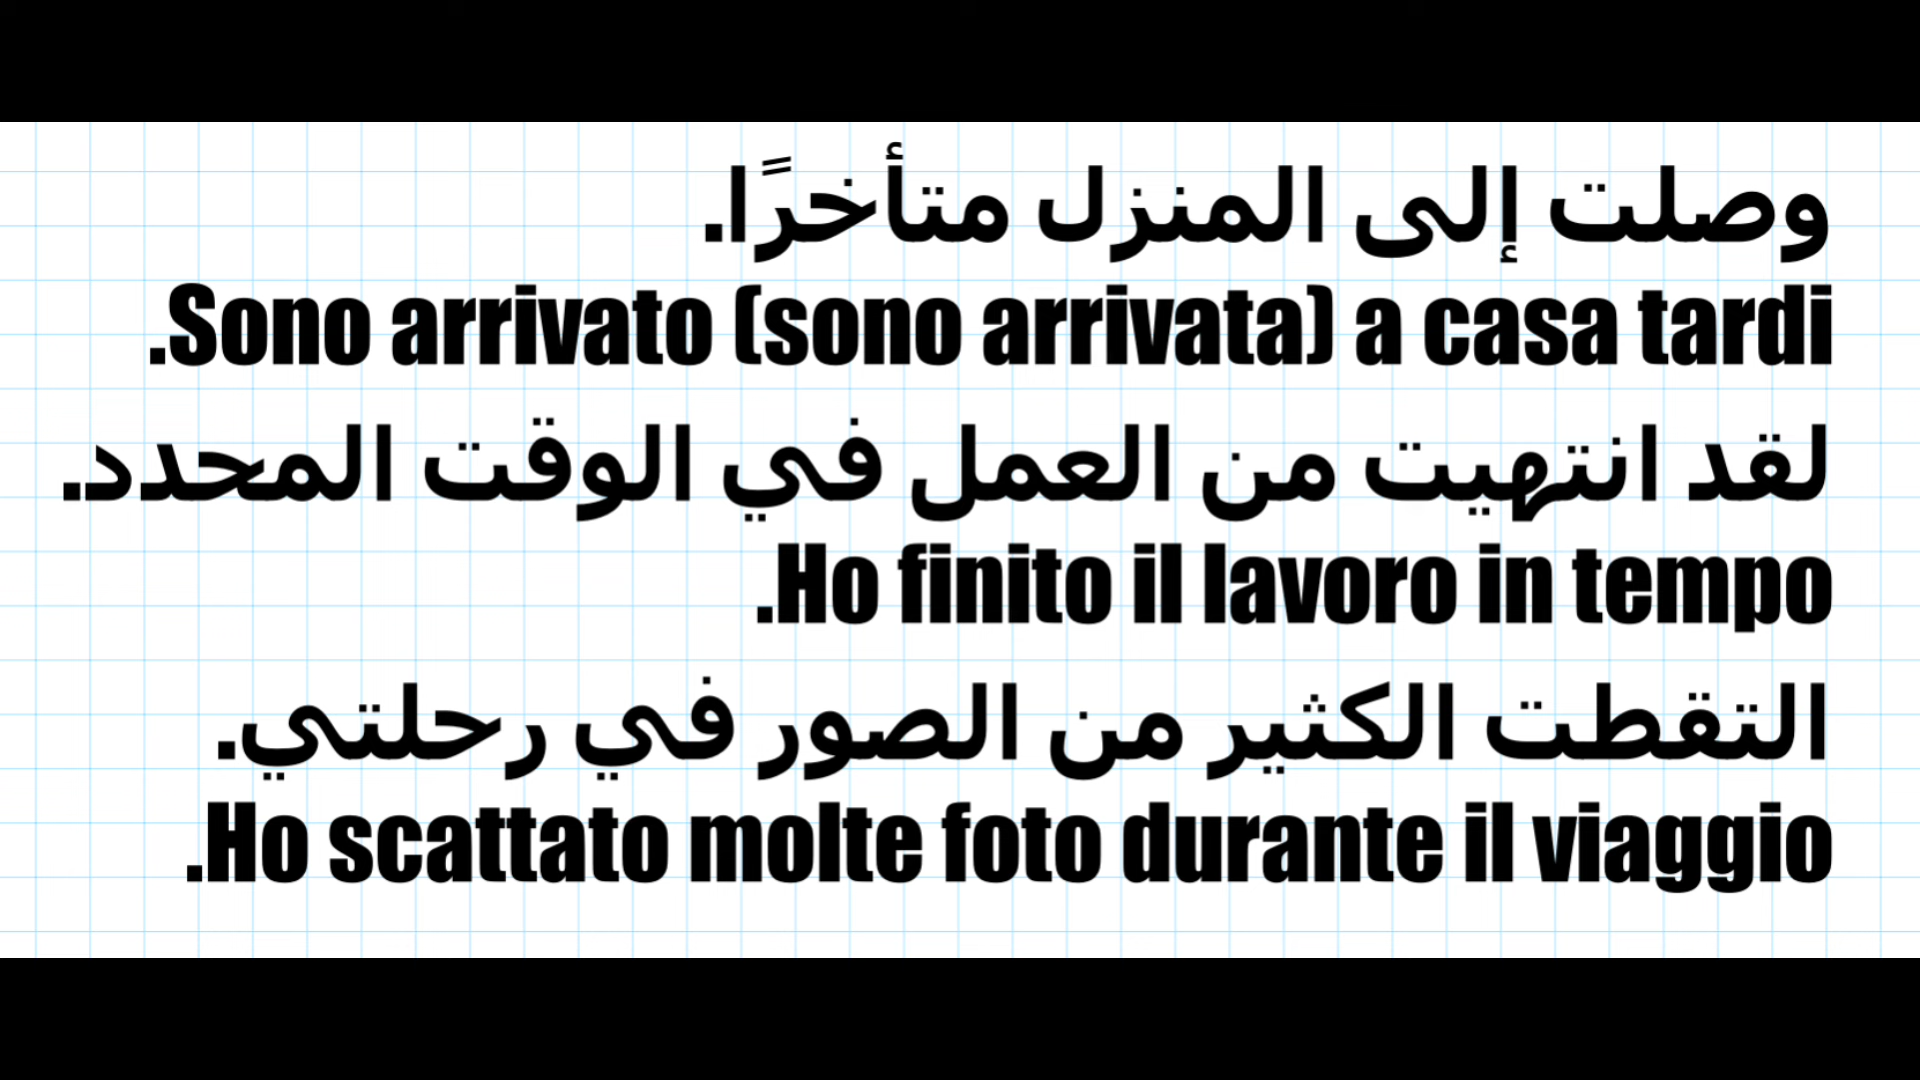 وصلت إلى المنزل متأخرًا.
.Sono arrivato (sono arrivata) a casa tardi
لقد انتهيت من العمل في الوقت المحدد.
.Ho finito il lavoro in tempo
التقطت الكثير من الصور في رحلتي.
.Ho scattato molte foto durante il viaggio